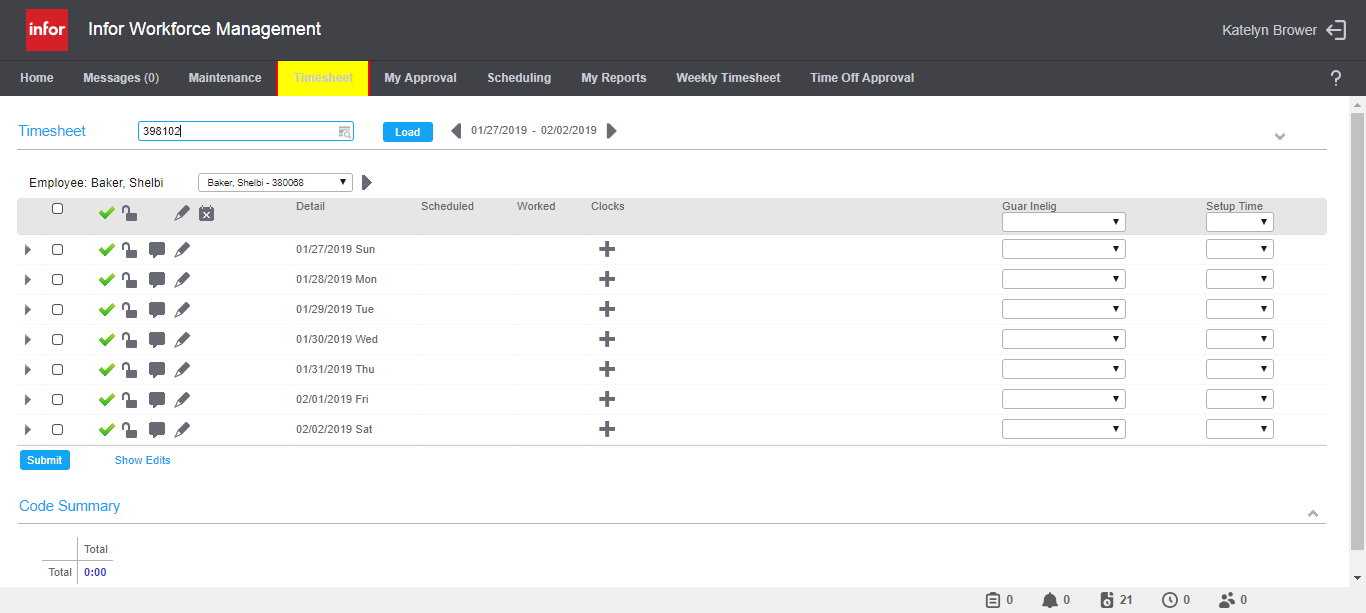 infor Infor Workforce Management Katelyn Brower
Home Messages (0) Maintenance Timesheet My Approval Scheduling My Reports Weekly Timesheet Time Off Approval ?
Timesheet 398102 Load 01/27/2019 - 02/02/2019
Employee: Baker, Shelbi Baker, Shelbi - 380068
Detail Scheduled Worked Clocks Guar Inelig Setup Time
01/27/2019 Sun
01/28/2019 Mon
01/29/2019 Tue
01/30/2019 Wed
01/31/2019 Thu
02/01/2019 Fri
02/02/2019 Sat
Submit Show Edits
Code Summary
Total
Total 0:00
0 0 21 0 0